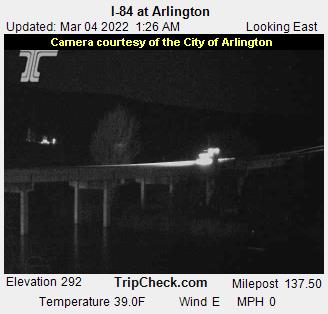 I-84 at Arlington
Updated: Mar 04 2022 1:26 AM Looking East
Camera courtesy of the City of Arlington
Elevation 292 TripCheck.com Milepost 137.50
Temperature 39.0F Wind E MPH 0